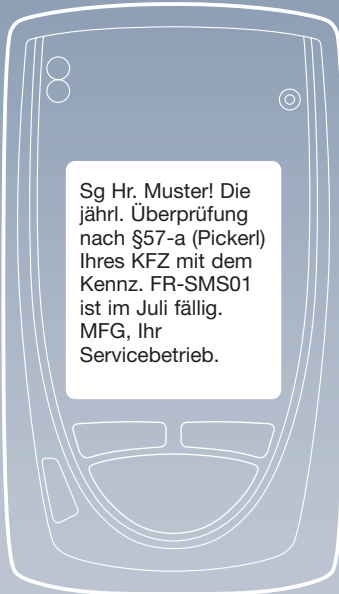 Sg Hr. Muster! Die
jährl. Überprüfung
nach §57-a (Pickerl)
Ihres KFZ mit dem
Kennz. FR-SMS01
ist im Juli fällig.
MFG, Ihr
Servicebetrieb.